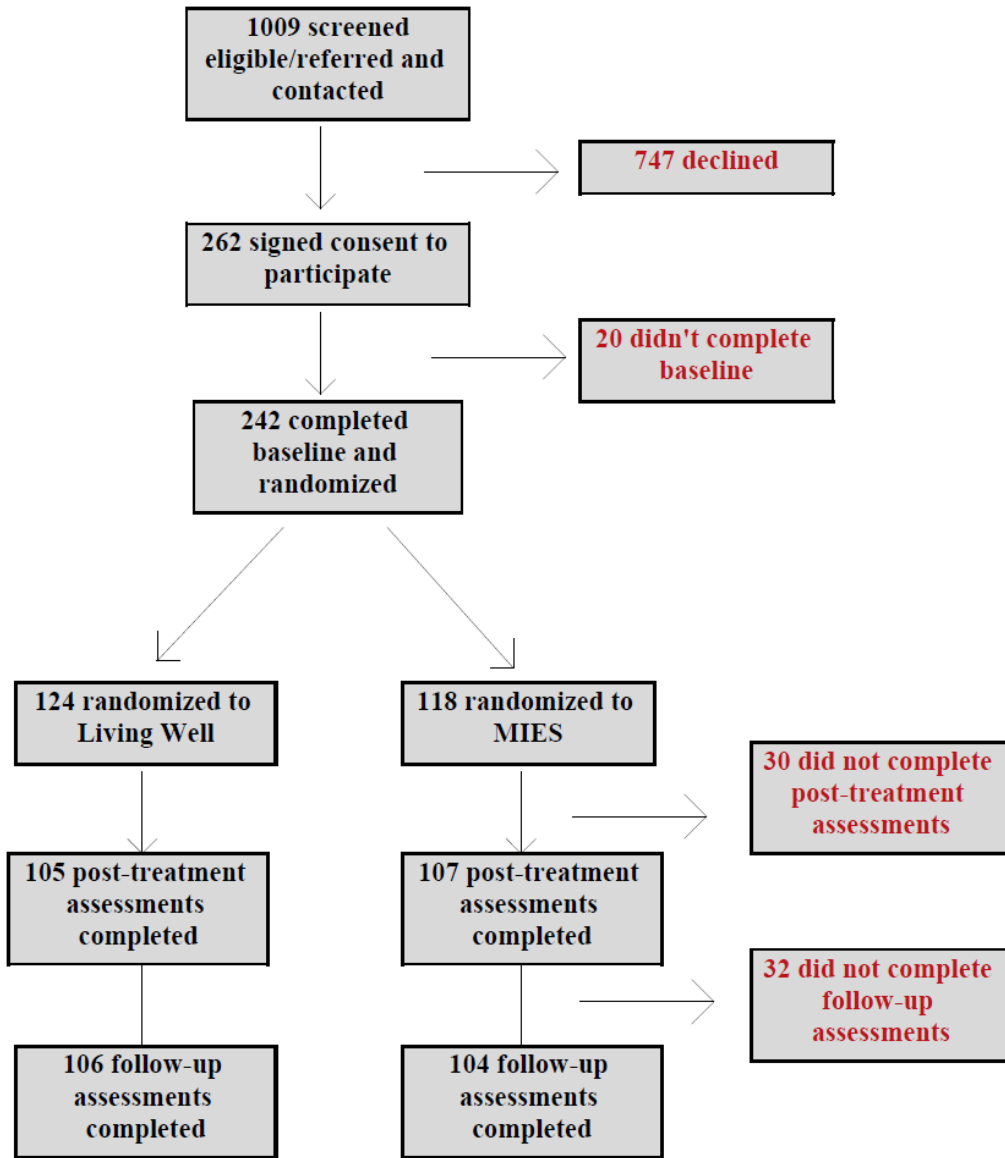 1009 screened
eligible/referred and
contacted
747 declined
262 signed consent to
participate
20 didn't complete
baseline
242 completed
baseline and
randomized
124 randomized to
Living Well
118 randomized to
MIES
30 did not complete
post-treatment
assessments
105 post-treatment
assessments
completed
107 post-treatment
assessments
completed
32 did not complete
follow-up
assessments
106 follow-up
assessments
completed
104 follow-up
assessments
completed